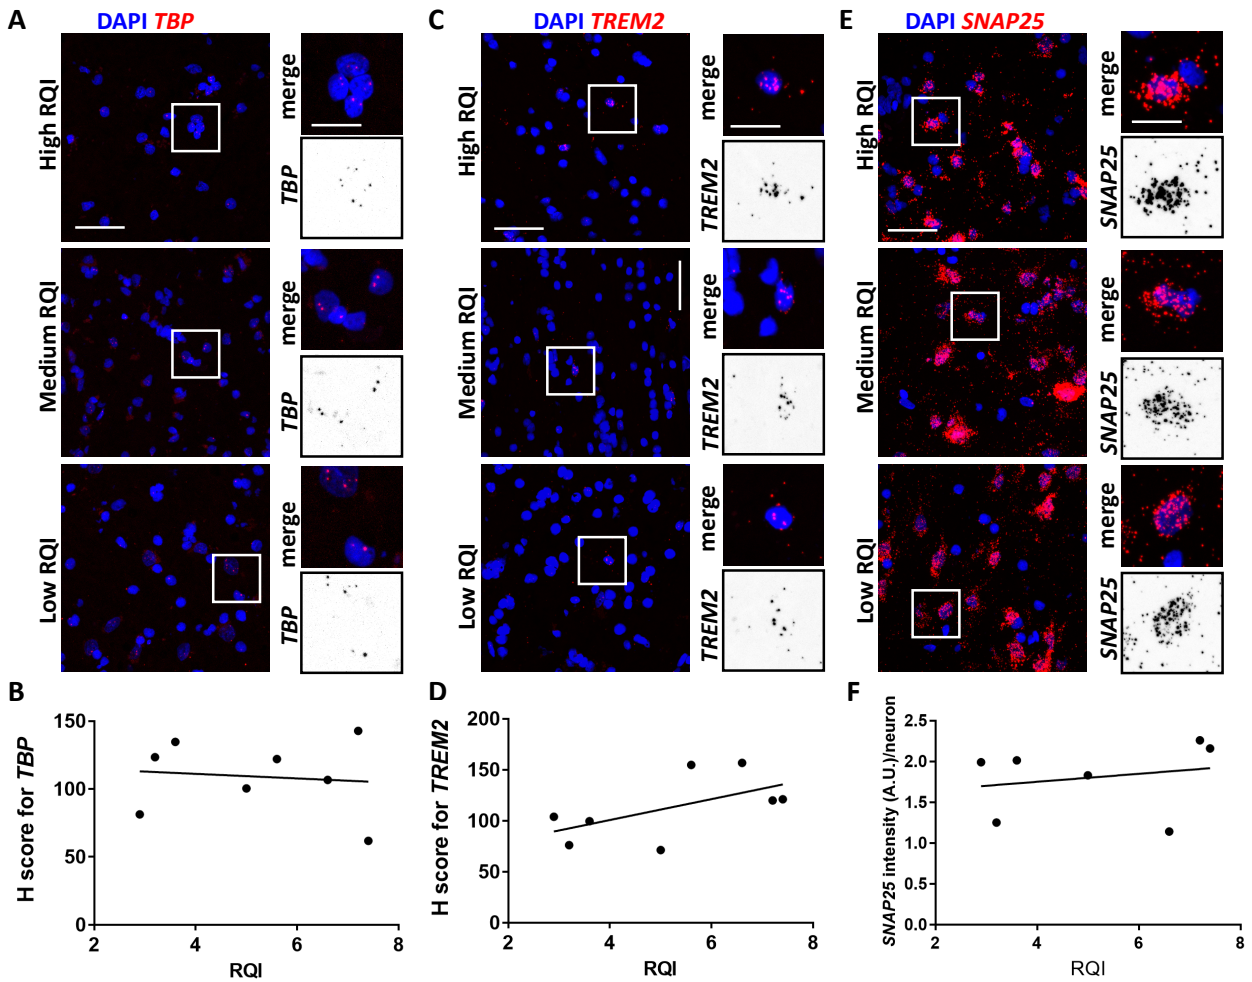 A
DAPI TBP
High RQI
merge
TBP
Medium RQI
merge
TBP
Low RQI
merge
TBP
C
DAPI TREM2
High RQI
merge
TREM2
Medium RQI
merge
TREM2
Low RQI
merge
TREM2
E
DAPI SNAP25
High RQI
merge
SNAP25
Medium RQI
merge
SNAP25
Low RQI
merge
SNAP25
B
H score for TBP
150
100
50
0
2 4 6 8
RQI
D
H score for TREM2
200
150
100
50
0
2 4 6 8
RQI
F
SNAP25 intensity (A.U.)/neuron
2.5
2.0
1.5
1.0
0.5
0.0
2 4 6 8
RQI